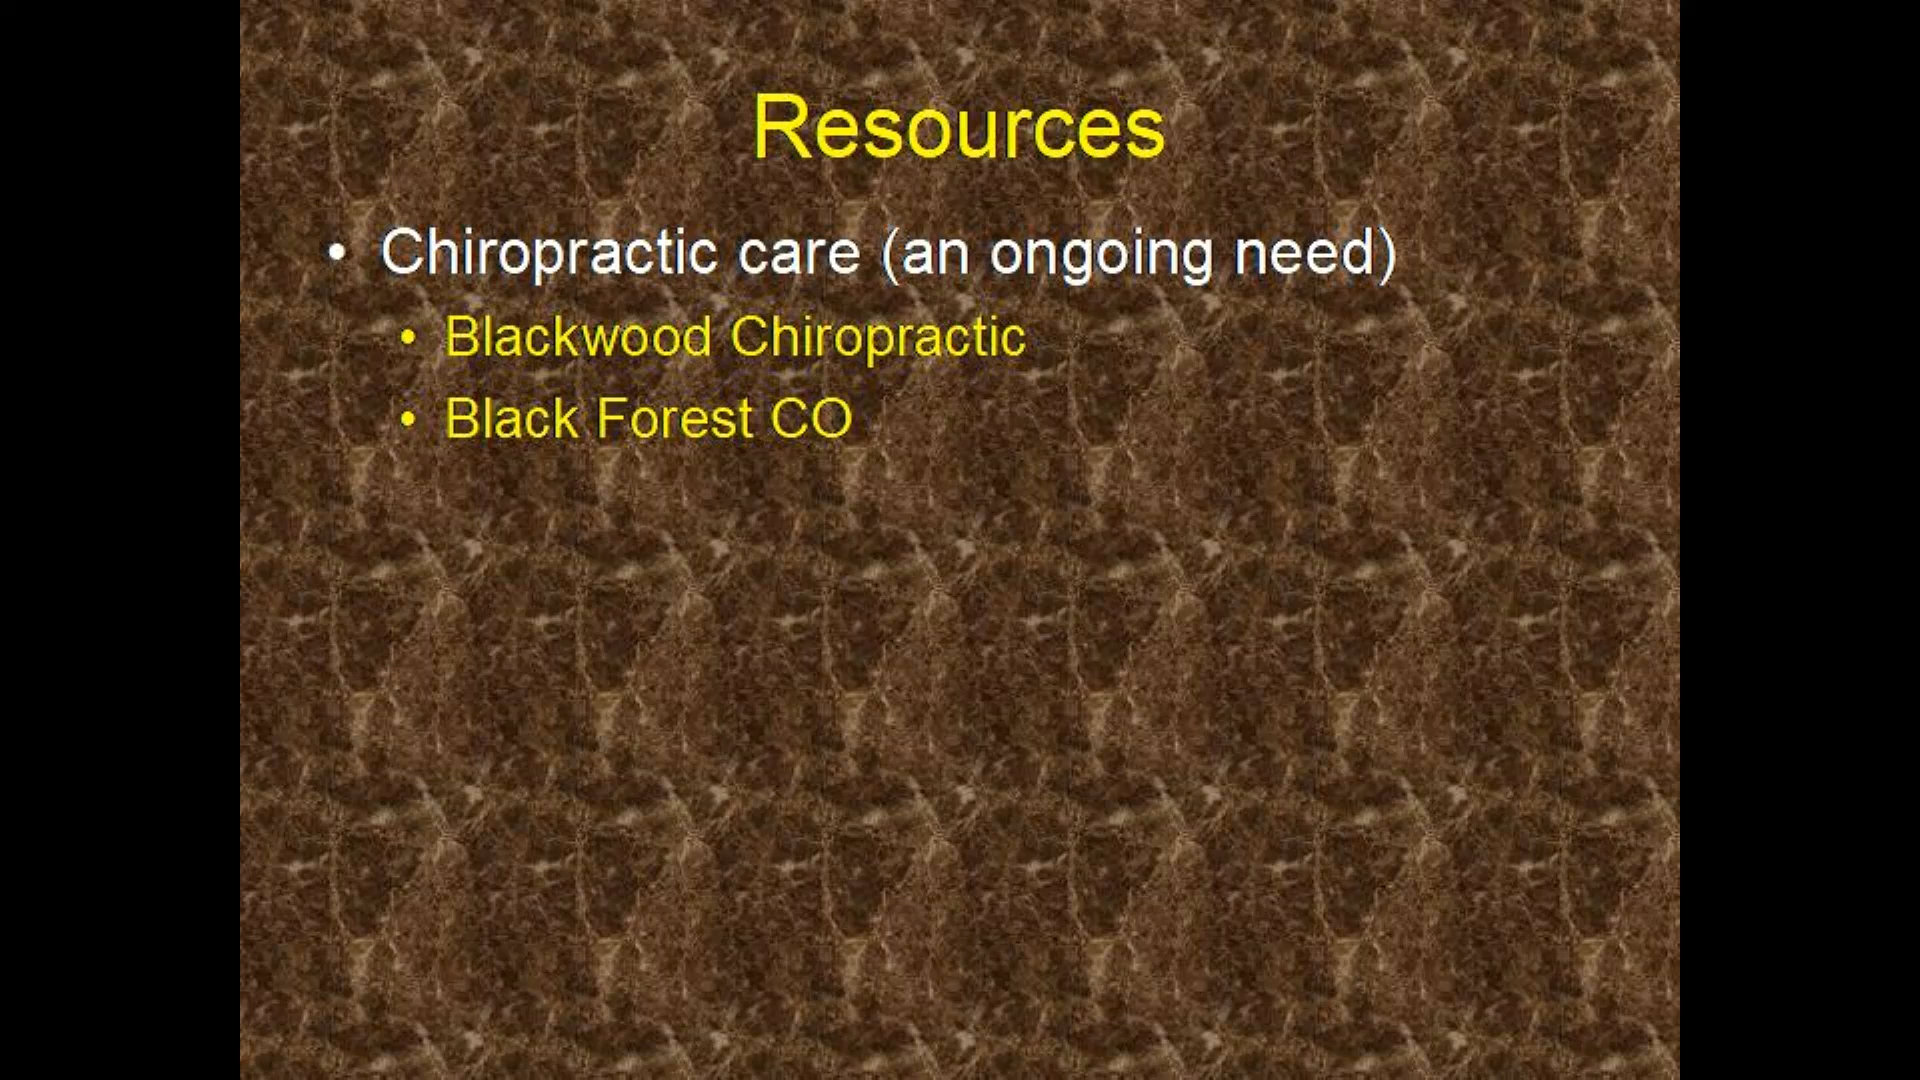 Resources
• Chiropractic care (an ongoing need)
• Blackwood Chiropractic
• Black Forest CO